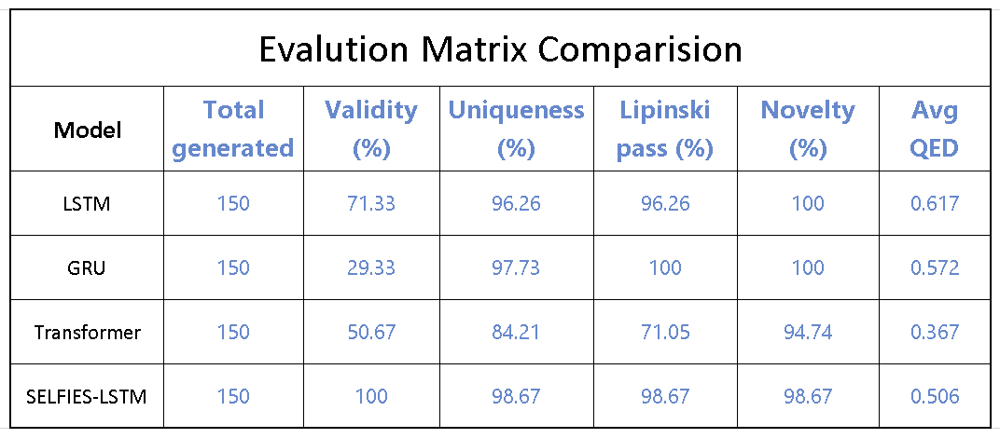 Evalution Matrix Comparision
Model Total generated Validity (%) Uniqueness (%) Lipinski pass (%) Novelty (%) Avg QED
LSTM 150 71.33 96.26 96.26 100 0.617
GRU 150 29.33 97.73 100 100 0.572
Transformer 150 50.67 84.21 71.05 94.74 0.367
SELFIES-LSTM 150 100 98.67 98.67 98.67 0.506